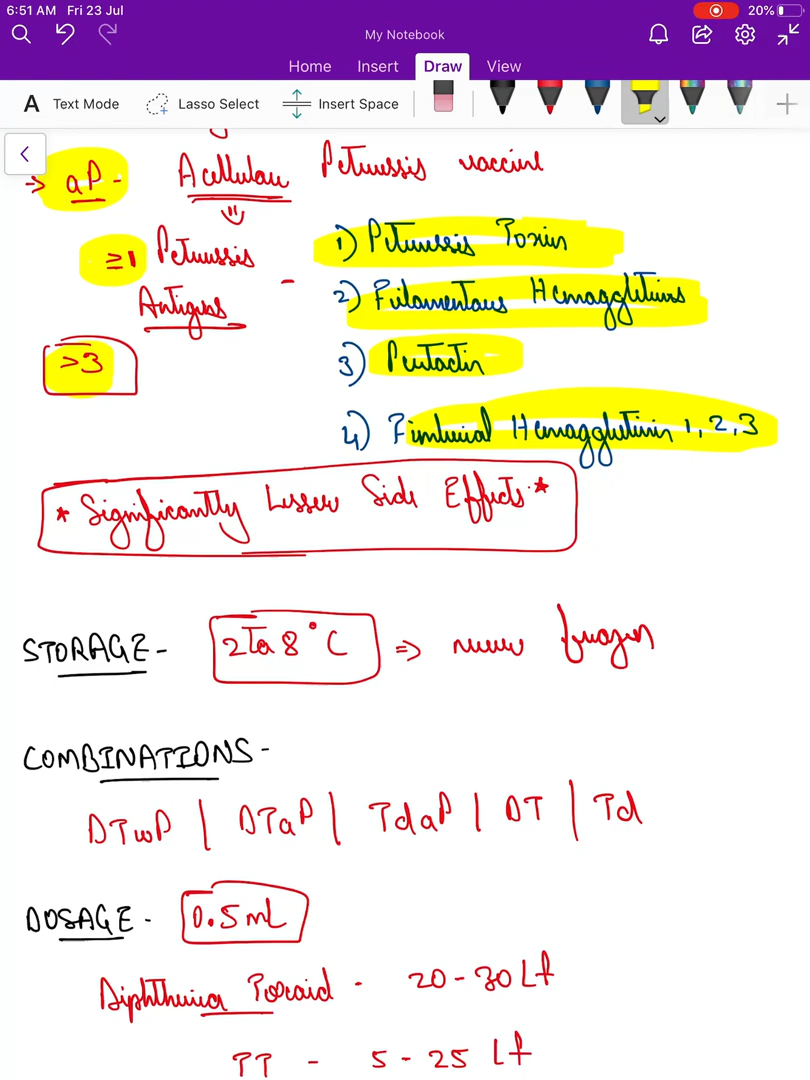 6:51 AM Fri 23 Jul 20%
My Notebook
Home Insert Draw View
A Text Mode Lasso Select Insert Space
→ aP - Acellular Pertussis vaccine
≥1 Pertussis Antigens -
>3
1) Pertussis Toxin
2) Filamentous Hemagglutinins
3) Pertactin
4) Fimbrial Hemagglutinin 1, 2, 3
* Significantly Lesser Side Effects *
STORAGE - 2 To 8°C ⇒ never frozen
COMBINATIONS -
DTwP | DTaP | TdaP | DT | Td
DOSAGE - 0.5 mL
Diphtheria Toxoid - 20 - 30 Lf
TT - 5 - 25 Lf